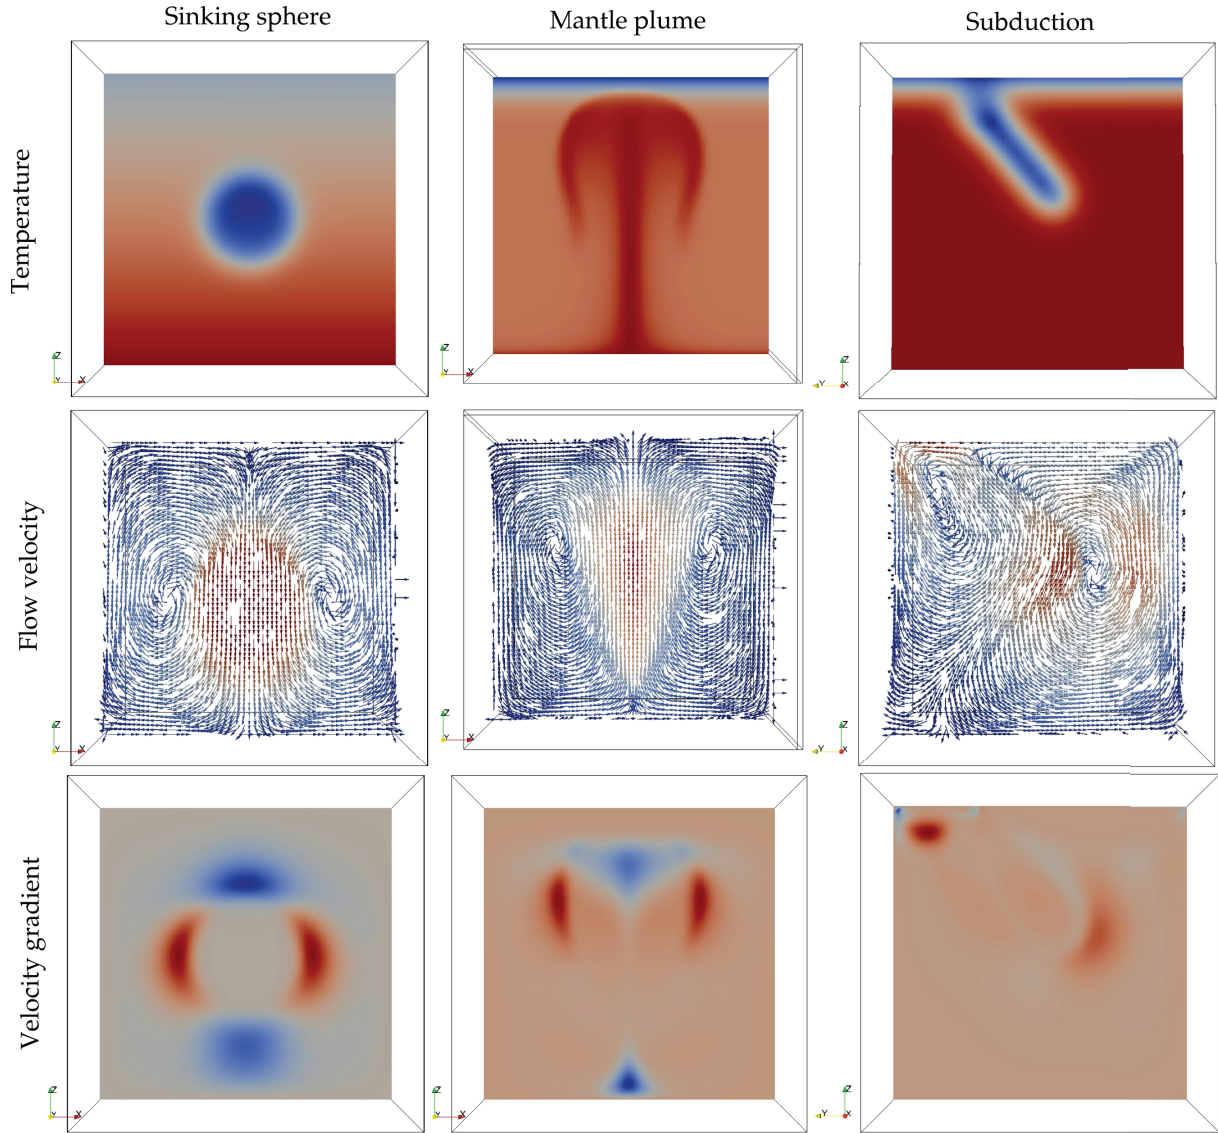 Sinking sphere
Mantle plume
Subduction
Temperature
Z
Y X
Z
Y X
Z
Y X
Flow velocity
Z
Y X
Z
Y X
Z
Y X
Velocity gradient
Z
Y X
Z
Y X
Z
Y X